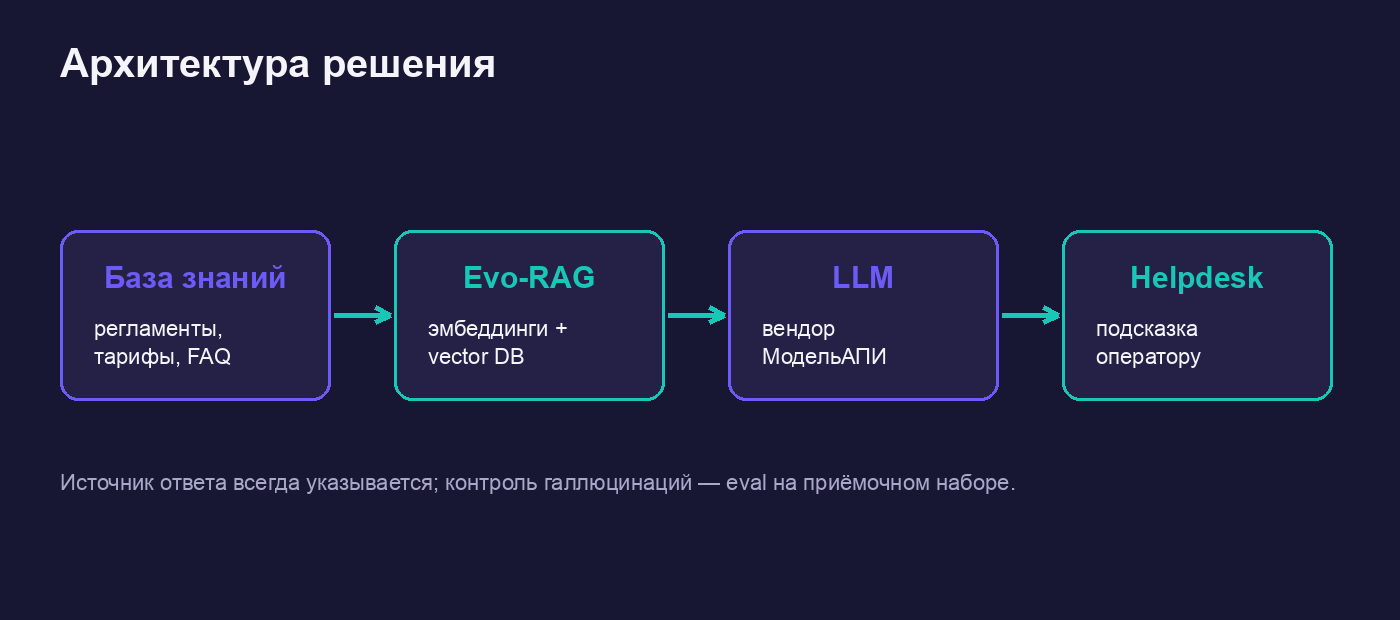 Архитектура решения
База знаний
регламенты,
тарифы, FAQ
Evo-RAG
эмбеддинги +
vector DB
LLM
вендор
МодельАПИ
Helpdesk
подсказка
оператору
Источник ответа всегда указывается; контроль галлюцинаций — eval на приёмочном наборе.